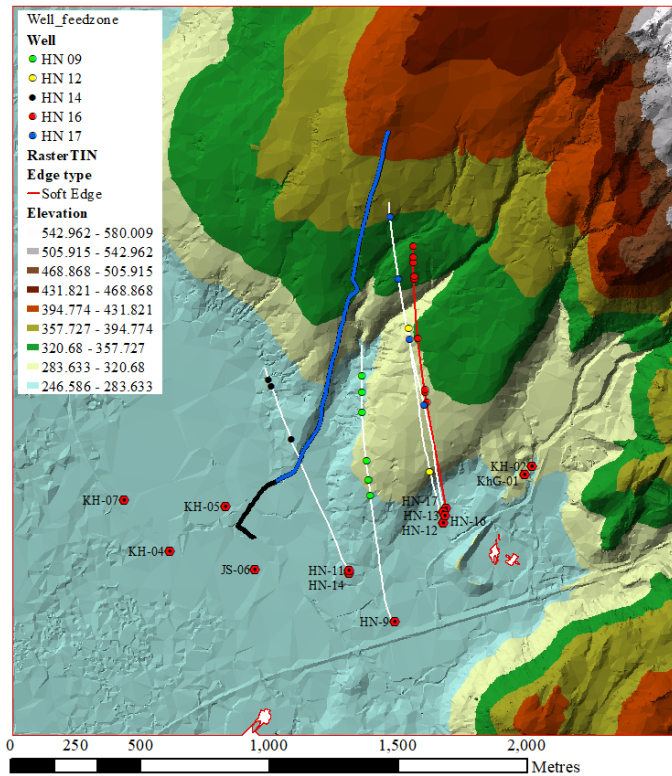 Well_feedzone
Well
HN 09
HN 12
HN 14
HN 16
HN 17
RasterTIN
Edge type
Soft Edge
Elevation
542.962 - 580.009
505.915 - 542.962
468.868 - 505.915
431.821 - 468.868
394.774 - 431.821
357.727 - 394.774
320.68 - 357.727
283.633 - 320.68
246.586 - 283.633
KH-02
KhG-01
KH-07
KH-05
HN-17
HN-13
HN-16
HN-12
KH-04
JS-06
HN-11
HN-14
HN-9
0 250 500 1,000 1,500 2,000
Metres